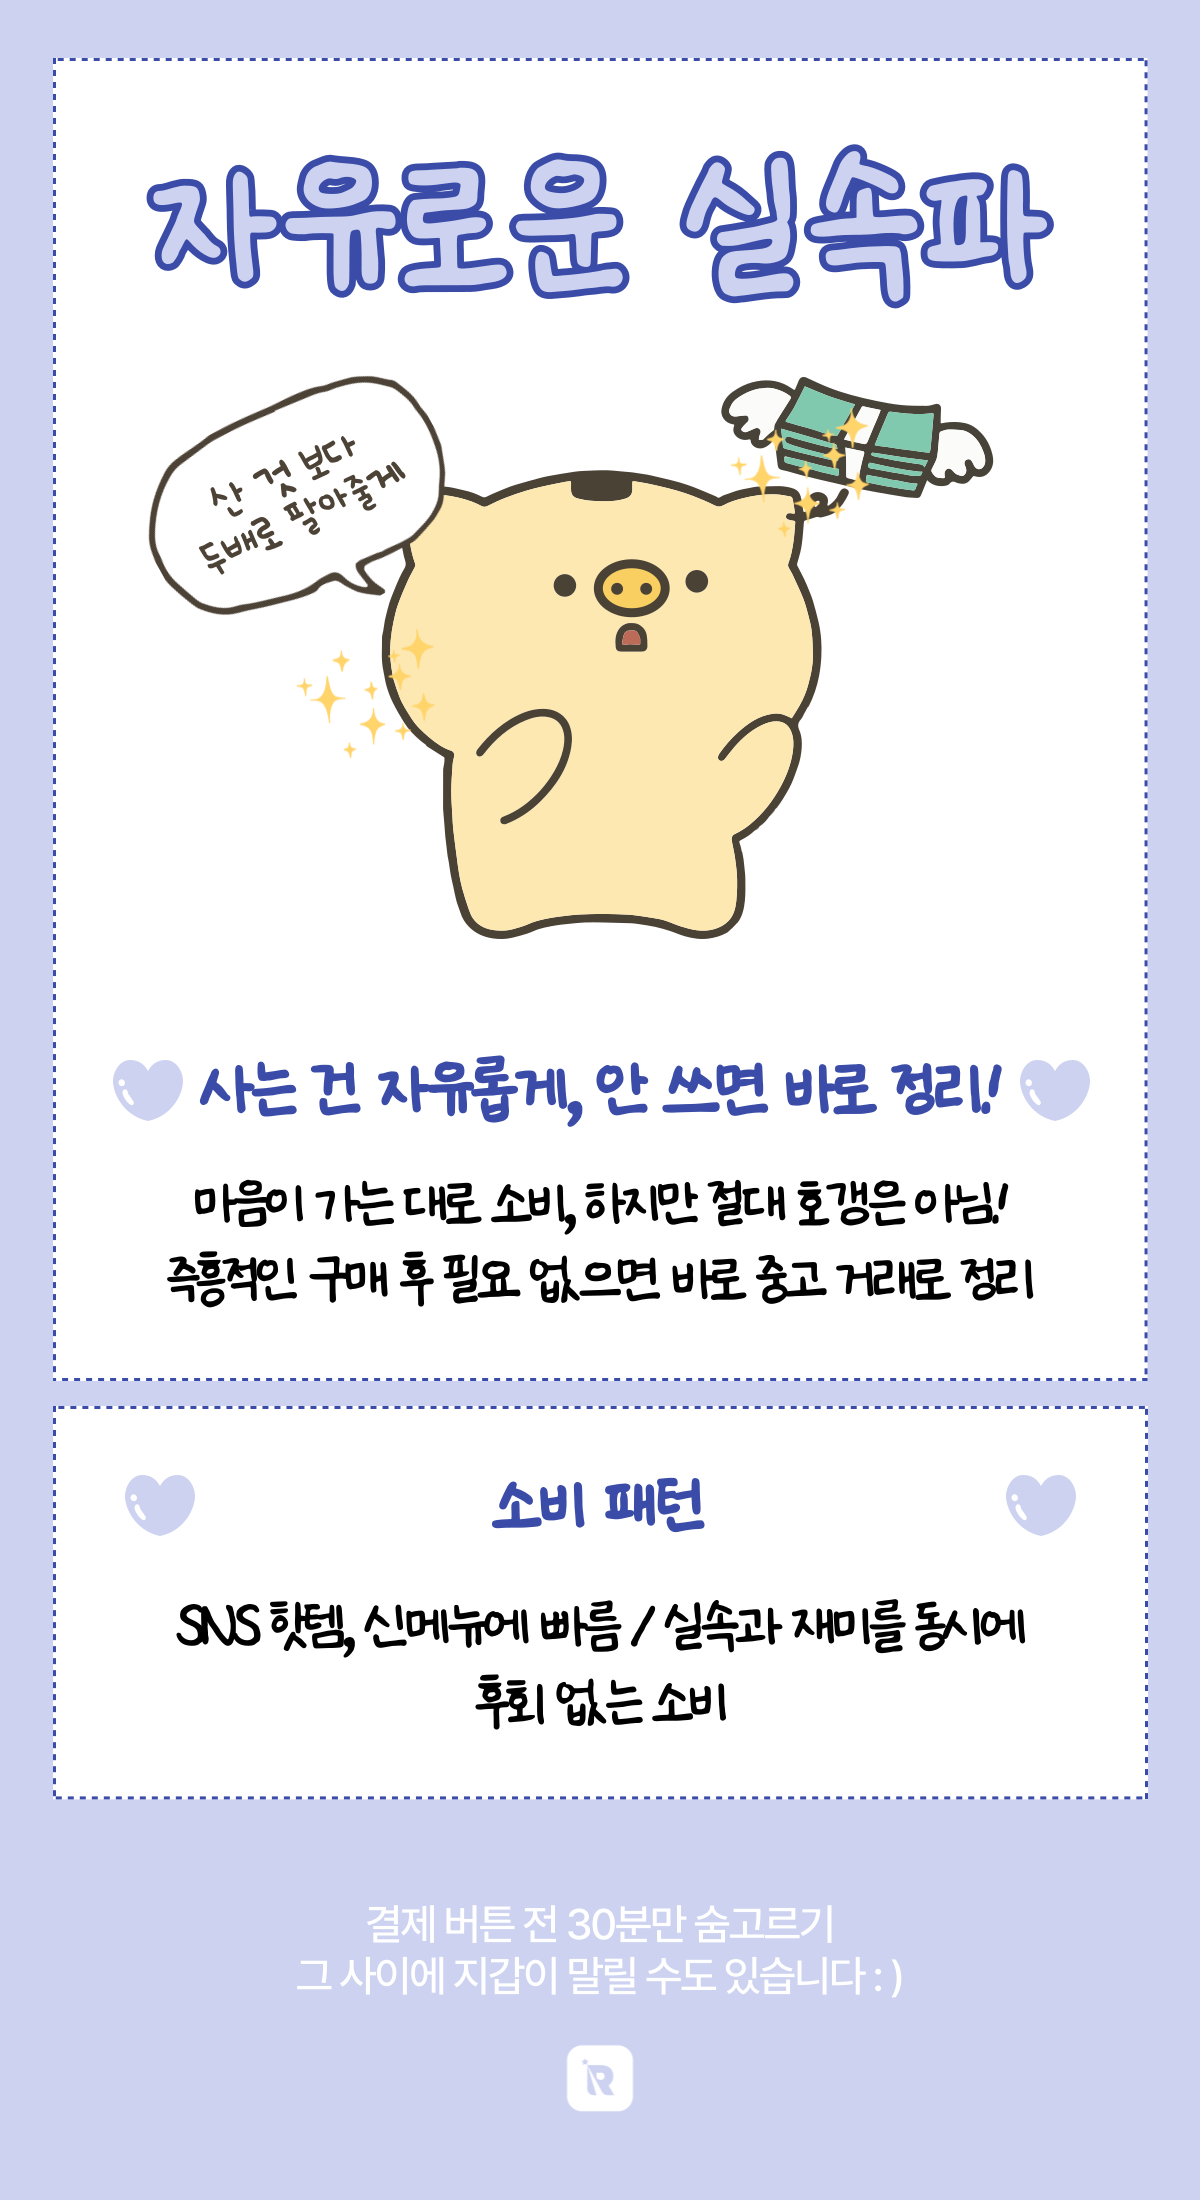 자유로운 실속파
산 것 보다
두배로 팔아줄게
사는 건 자유롭게, 안 쓰면 바로 정리!
마음이 가는 대로 소비, 하지만 절대 호갱은 아님!
즉흥적인 구매 후 필요 없으면 바로 중고 거래로 정리
소비 패턴
SNS 핫템, 신메뉴에 빠름 / 실속과 재미를 동시에
후회 없는 소비
결제 버튼 전 30분만 숨고르기
그 사이에 지갑이 말릴 수도 있습니다 : )
R